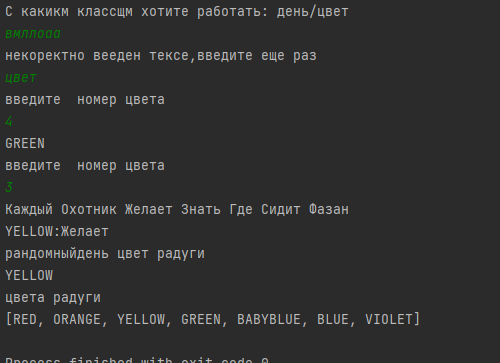 С какикм классщм хотите работать: день/цвет
вмллоаа
некоректно вееден тексе,введите еще раз
цвет
введите  номер цвета
4
GREEN
введите  номер цвета
3
Каждый Охотник Желает Знать Где Сидит Фазан
YELLOW:Желает
рандомныйдень цвет радуги
YELLOW
цвета радуги
[RED, ORANGE, YELLOW, GREEN, BABYBLUE, BLUE, VIOLET]
Process finished with exit code 0